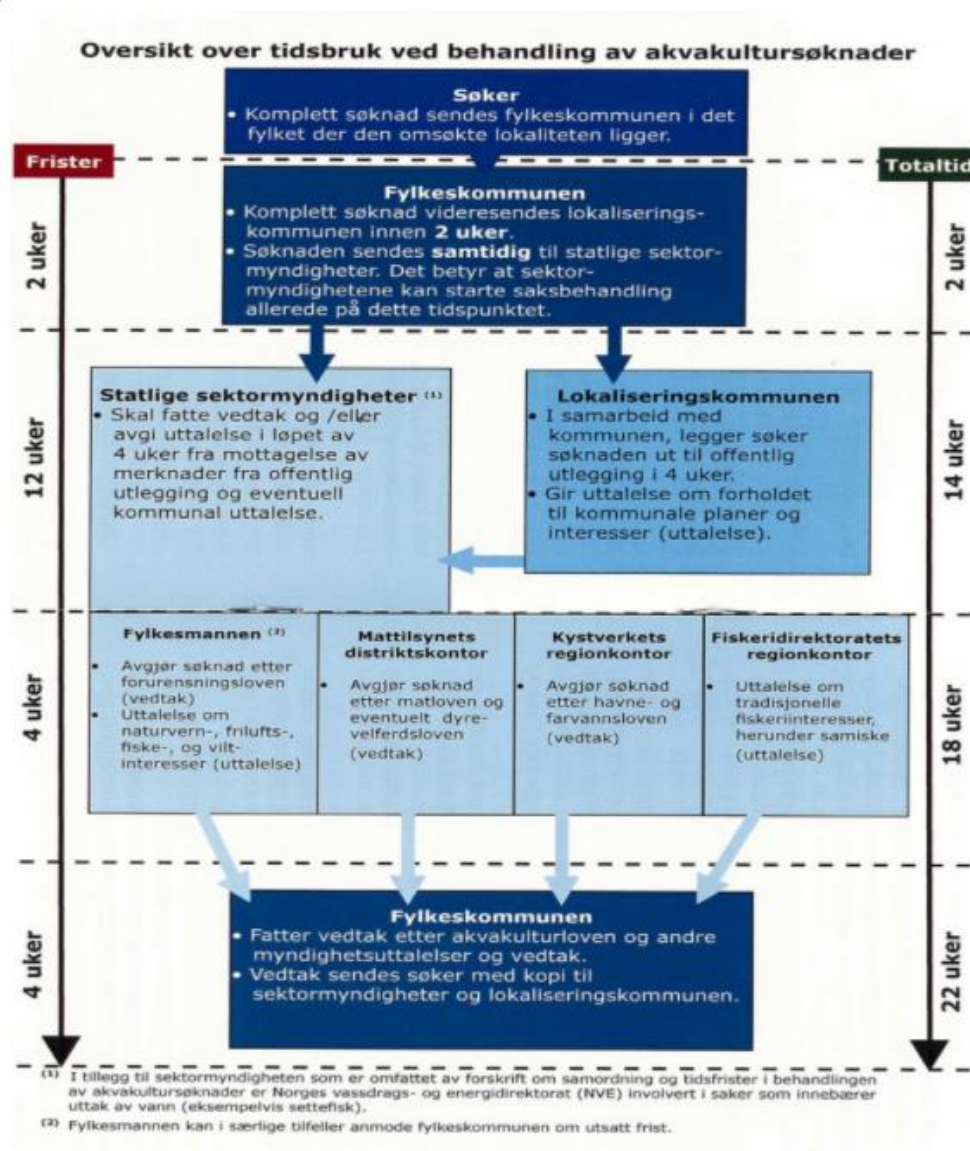 Oversikt over tidsbruk ved behandling av akvakultursøknader
Søker
• Komplett søknad sendes fylkeskommunen i det
fylket der den omsøkte lokaliteten ligger.
Frister
Totaltid
2 uker
Fylkeskommunen
• Komplett søknad videresendes lokaliserings-
kommunen innen 2 uker.
• Søknaden sendes samtidig til statlige sektor-
myndigheter. Det betyr at sektor-
myndighetene kan starte saksbehandling
allerede på dette tidspunktet.
2 uker
12 uker
Statlige sektormyndigheter (1)
• Skal fatte vedtak og /eller
avgi uttalelse i løpet av
4 uker fra mottagelse av
merknader fra offentlig
utlegging og eventuell
kommunal uttalelse.
Lokaliseringskommunen
• I samarbeid med
kommunen, legger søker
søknaden ut til offentlig
utlegging i 4 uker.
• Gir uttalelse om forholdet
til kommunale planer og
interesser (uttalelse).
14 uker
4 uker
Fylkesmannen (2)
• Avgjør søknad etter
forurensningsloven
(vedtak)
• Uttalelse om
naturvern-, frilufts-,
fiske-, og vilt-
interesser (uttalelse)
Mattilsynets
distriktskontor
• Avgjør søknad
etter matloven og
eventuelt dyre-
velferdsloven
(vedtak)
Kystverkets
regionkontor
• Avgjør søknad
etter havne- og
farvannsloven
(vedtak)
Fiskeridirektoratets
regionkontor
• Uttalelse om
tradisjonelle
fiskeriinteresser,
herunder samiske
(uttalelse)
18 uker
4 uker
Fylkeskommunen
• Fatter vedtak etter akvakulturloven og andre
myndighetsuttalelser og vedtak.
• Vedtak sendes søker med kopi til
sektormyndigheter og lokaliseringskommunen.
22 uker
(1) I tillegg til sektormyndigheten som er omfattet av forskrift om samordning og tidsfrister i behandlingen
av akvakultursøknader er Norges vassdrags- og energidirektorat (NVE) involvert i saker som innebærer
uttak av vann (eksempelvis settefisk).
(2) Fylkesmannen kan i særlige tilfeller anmode fylkeskommunen om utsatt frist.